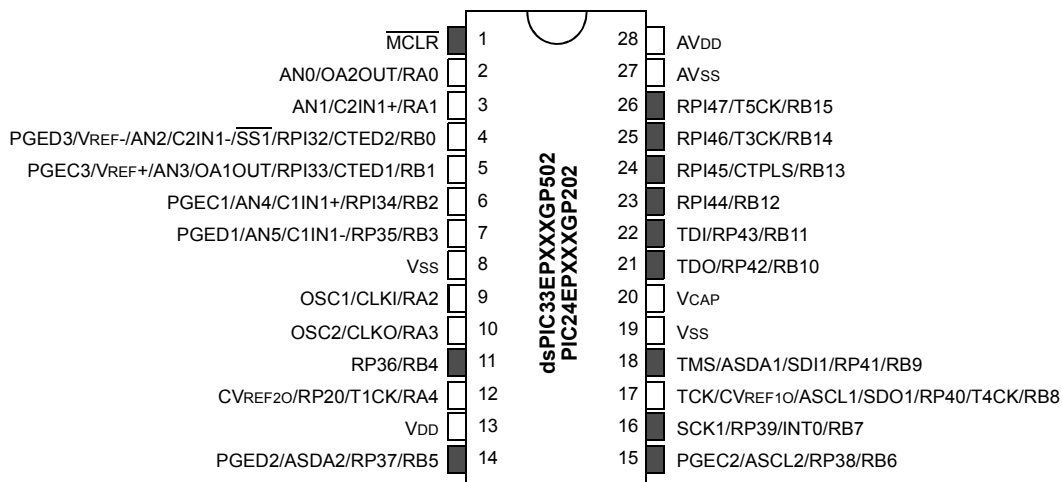 MCLR 1 28 AVDD
AN0/OA2OUT/RA0 2 27 AVSS
AN1/C2IN1+/RA1 3 26 RPI47/T5CK/RB15
PGED3/VREF-/AN2/C2IN1-/SS1/RPI32/CTED2/RB0 4 25 RPI46/T3CK/RB14
PGEC3/VREF+/AN3/OA1OUT/RPI33/CTED1/RB1 5 24 RPI45/CTPLS/RB13
PGEC1/AN4/C1IN1+/RPI34/RB2 6 23 RPI44/RB12
PGED1/AN5/C1IN1-/RP35/RB3 7 22 TDI/RP43/RB11
VSS 8 21 TDO/RP42/RB10
OSC1/CLKI/RA2 9 20 VCAP
OSC2/CLKO/RA3 10 19 VSS
RP36/RB4 11 18 TMS/ASDA1/SDI1/RP41/RB9
CVREF2O/RP20/T1CK/RA4 12 17 TCK/CVREF1O/ASCL1/SDO1/RP40/T4CK/RB8
VDD 13 16 SCK1/RP39/INT0/RB7
PGED2/ASDA2/RP37/RB5 14 15 PGEC2/ASCL2/RP38/RB6
dsPIC33EPXXXGP502
PIC24EPXXXGP202